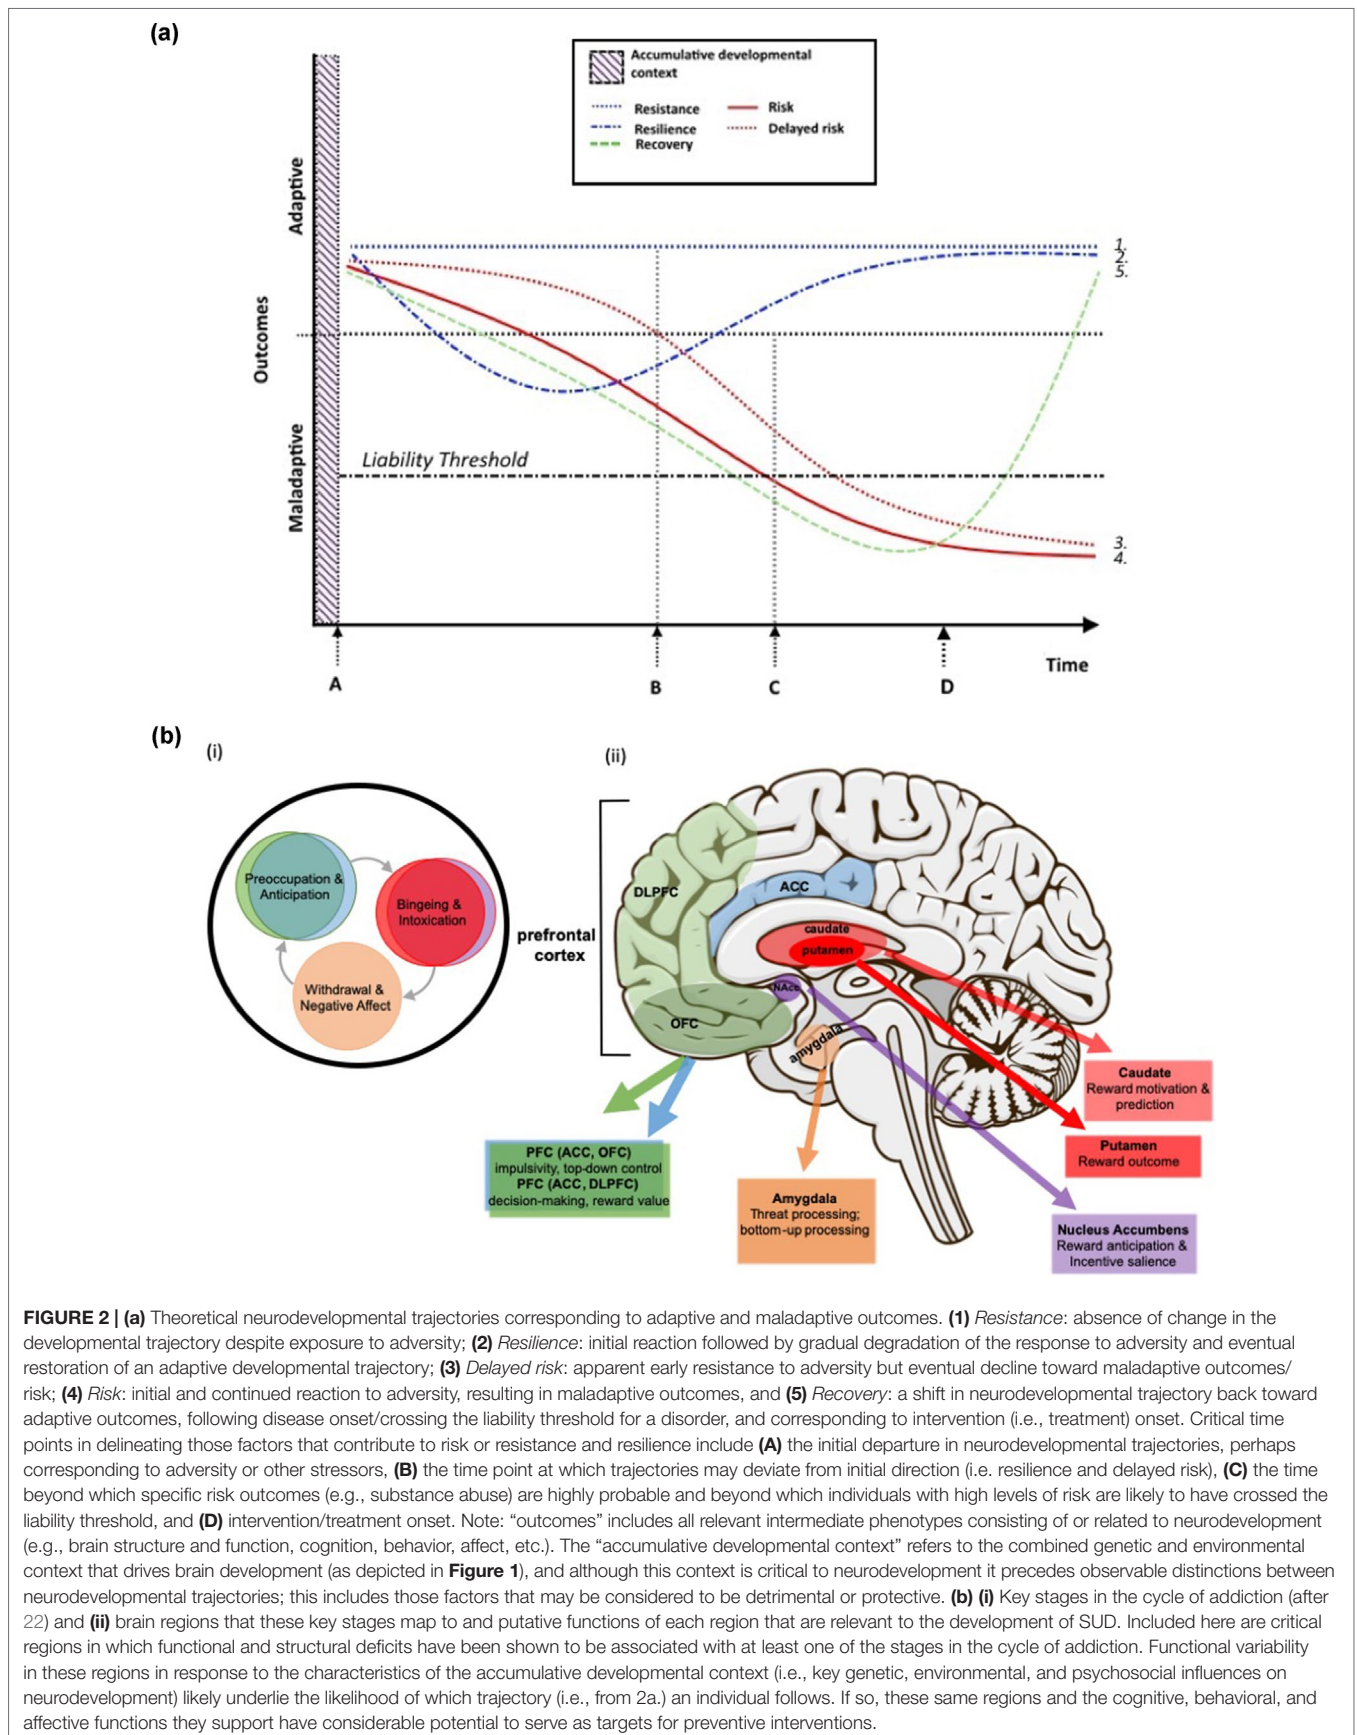 (a)
Accumulative developmental
context
Resistance
Risk
Resilience
Delayed risk
Recovery
Adaptive
Outcomes
Maladaptive
Liability Threshold
1.
2.
5.
3.
4.
Time
A
B
C
D
(b)
(i)
(ii)
Preoccupation &
Anticipation
Bingeing &
Intoxication
Withdrawal &
Negative Affect
prefrontal
cortex
DLPFC
ACC
caudate
putamen
NAcc
OFC
amygdala
Caudate
Reward motivation &
prediction
Putamen
Reward outcome
PFC (ACC, OFC)
impulsivity, top-down control
PFC (ACC, DLPFC)
decision-making, reward value
Amygdala
Threat processing;
bottom-up processing
Nucleus Accumbens
Reward anticipation &
Incentive salience
FIGURE 2 | (a) Theoretical neurodevelopmental trajectories corresponding to adaptive and maladaptive outcomes. (1) Resistance: absence of change in the
developmental trajectory despite exposure to adversity; (2) Resilience: initial reaction followed by gradual degradation of the response to adversity and eventual
restoration of an adaptive developmental trajectory; (3) Delayed risk: apparent early resistance to adversity but eventual decline toward maladaptive outcomes/
risk; (4) Risk: initial and continued reaction to adversity, resulting in maladaptive outcomes, and (5) Recovery: a shift in neurodevelopmental trajectory back toward
adaptive outcomes, following disease onset/crossing the liability threshold for a disorder, and corresponding to intervention (i.e., treatment) onset. Critical time
points in delineating those factors that contribute to risk or resistance and resilience include (A) the initial departure in neurodevelopmental trajectories, perhaps
corresponding to adversity or other stressors, (B) the time point at which trajectories may deviate from initial direction (i.e. resilience and delayed risk), (C) the time
beyond which specific risk outcomes (e.g., substance abuse) are highly probable and beyond which individuals with high levels of risk are likely to have crossed the
liability threshold, and (D) intervention/treatment onset. Note: “outcomes” includes all relevant intermediate phenotypes consisting of or related to neurodevelopment
(e.g., brain structure and function, cognition, behavior, affect, etc.). The “accumulative developmental context” refers to the combined genetic and environmental
context that drives brain development (as depicted in Figure 1), and although this context is critical to neurodevelopment it precedes observable distinctions between
neurodevelopmental trajectories; this includes those factors that may be considered to be detrimental or protective. (b) (i) Key stages in the cycle of addiction (after
22) and (ii) brain regions that these key stages map to and putative functions of each region that are relevant to the development of SUD. Included here are critical
regions in which functional and structural deficits have been shown to be associated with at least one of the stages in the cycle of addiction. Functional variability
in these regions in response to the characteristics of the accumulative developmental context (i.e., key genetic, environmental, and psychosocial influences on
neurodevelopment) likely underlie the likelihood of which trajectory (i.e., from 2a.) an individual follows. If so, these same regions and the cognitive, behavioral, and
affective functions they support have considerable potential to serve as targets for preventive interventions.